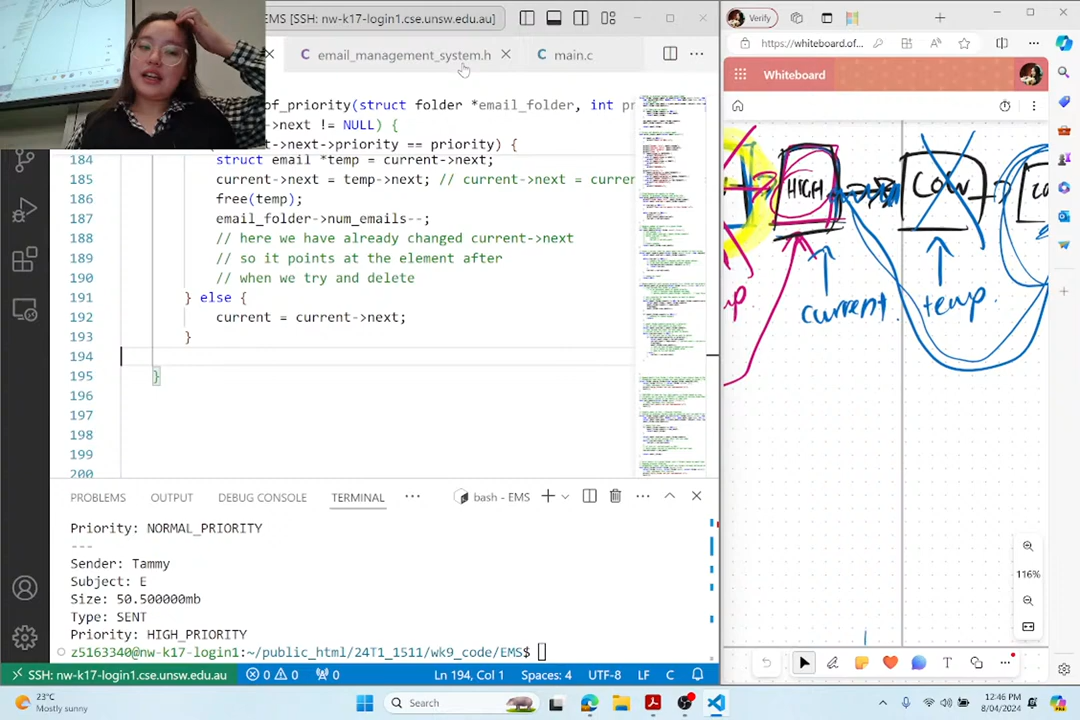 EMS [SSH: nw-k17-login1.cse.unsw.edu.au]
C email_management_system.h
C main.c
of_priority(struct folder *email_folder, int pr
->next != NULL) {
->next->priority == priority) {
184 struct email *temp = current->next;
185 current->next = temp->next; // current->next = curre
186 free(temp);
187 email_folder->num_emails--;
188 // here we have already changed current->next
189 // so it points at the element after
190 // when we try and delete
191 } else {
192 current = current->next;
193 }
194
195 }
196
197
198
199
200
PROBLEMS OUTPUT DEBUG CONSOLE TERMINAL ··· bash - EMS
Priority: NORMAL_PRIORITY
---
Sender: Tammy
Subject: E
Size: 50.500000mb
Type: SENT
Priority: HIGH_PRIORITY
z5163340@nw-k17-login1:~/public_html/24T1_1511/wk9_code/EMS$
SSH: nw-k17-login1.cse.unsw.edu.au 0 0 0 Ln 194, Col 1 Spaces: 4 UTF-8 LF C
Verify
https://whiteboard.of...
Whiteboard
HIGH
LOW
current
temp
116%
23°C
Mostly sunny
Search
12:46 PM
8/04/2024